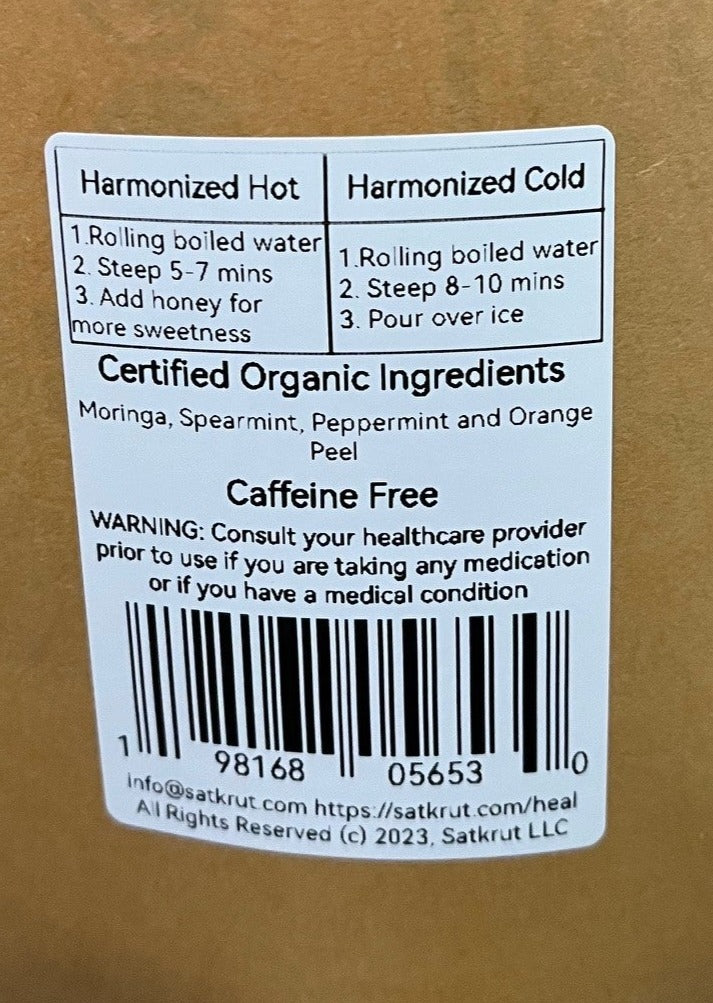 Harmonized Hot
Harmonized Cold
1.Rolling boiled water
2. Steep 5-7 mins
3. Add honey for
more sweetness
1.Rolling boiled water
2. Steep 8-10 mins
3. Pour over ice
Certified Organic Ingredients
Moringa, Spearmint, Peppermint and Orange
Peel
Caffeine Free
WARNING: Consult your healthcare provider
prior to use if you are taking any medication
or if you have a medical condition
1 98168 05653 0
info@satkrut.com https://satkrut.com/heal
All Rights Reserved (c) 2023, Satkrut LLC